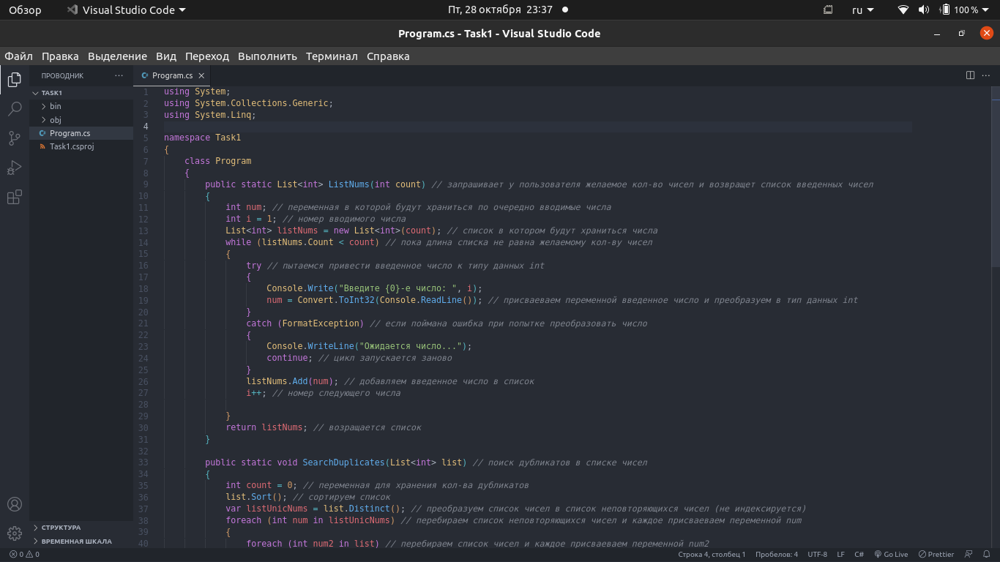 Обзор
Visual Studio Code
Пт, 28 октября 23:37
ru
100 %
Program.cs - Task1 - Visual Studio Code
Файл Правка Выделение Вид Переход Выполнить Терминал Справка
ПРОВОДНИК
TASK1
bin
obj
Program.cs
Task1.csproj
СТРУКТУРА
ВРЕМЕННАЯ ШКАЛА
Program.cs
1 using System;
2 using System.Collections.Generic;
3 using System.Linq;
4
5 namespace Task1
6 {
7 class Program
8 {
9 public static List<int> ListNums(int count) // запрашивает у пользователя желаемое кол-во чисел и возвращет список введенных чисел
10 {
11 int num; // переменная в которой будут храниться по очередно вводимые числа
12 int i = 1; // номер вводимого числа
13 List<int> listNums = new List<int>(count); // список в котором будут храниться числа
14 while (listNums.Count < count) // пока длина списка не равна желаемому кол-ву чисел
15 {
16 try // пытаемся привести введенное число к типу данных int
17 {
18 Console.Write("Введите {0}-е число: ", i);
19 num = Convert.ToInt32(Console.ReadLine()); // присваеваем переменной введенное число и преобразуем в тип данных int
20 }
21 catch (FormatException) // если поймана ошибка при попытке преобразовать число
22 {
23 Console.WriteLine("Ожидается число...");
24 continue; // цикл запускается заново
25 }
26 listNums.Add(num); // добавляем введенное число в список
27 i++; // номер следующего числа
28
29 }
30 return listNums; // возращается список
31 }
32
33 public static void SearchDuplicates(List<int> list) // поиск дубликатов в списке чисел
34 {
35 int count = 0; // переменная для хранения кол-ва дубликатов
36 list.Sort(); // сортируем список
37 var listUnicNums = list.Distinct(); // преобразуем список чисел в список неповторяющихся чисел (не индексируется)
38 foreach (int num in listUnicNums) // перебираем список неповторяющихся чисел и каждое присваеваем переменной num
39 {
40 foreach (int num2 in list) // перебираем список чисел и каждое присваеваем переменной num2
0 0
Строка 4, столбец 1 Пробелов: 4 UTF-8 LF C# Go Live Prettier